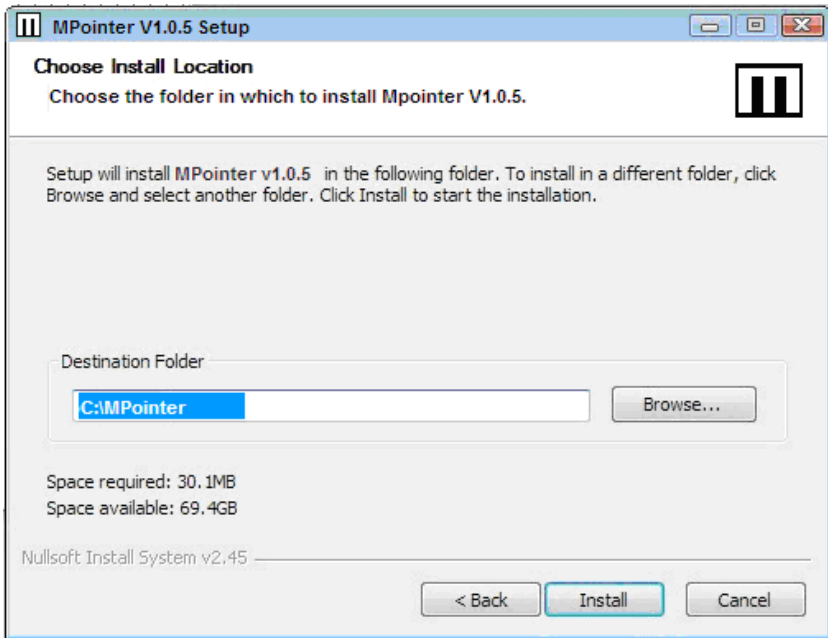 MPointer V1.0.5 Setup
Choose Install Location
Choose the folder in which to install Mpointer V1.0.5.
Setup will install MPointer v1.0.5 in the following folder. To install in a different folder, click
Browse and select another folder. Click Install to start the installation.
Destination Folder
C:\MPointer
Browse...
Space required: 30.1MB
Space available: 69.4GB
Nullsoft Install System v2.45
< Back Install Cancel